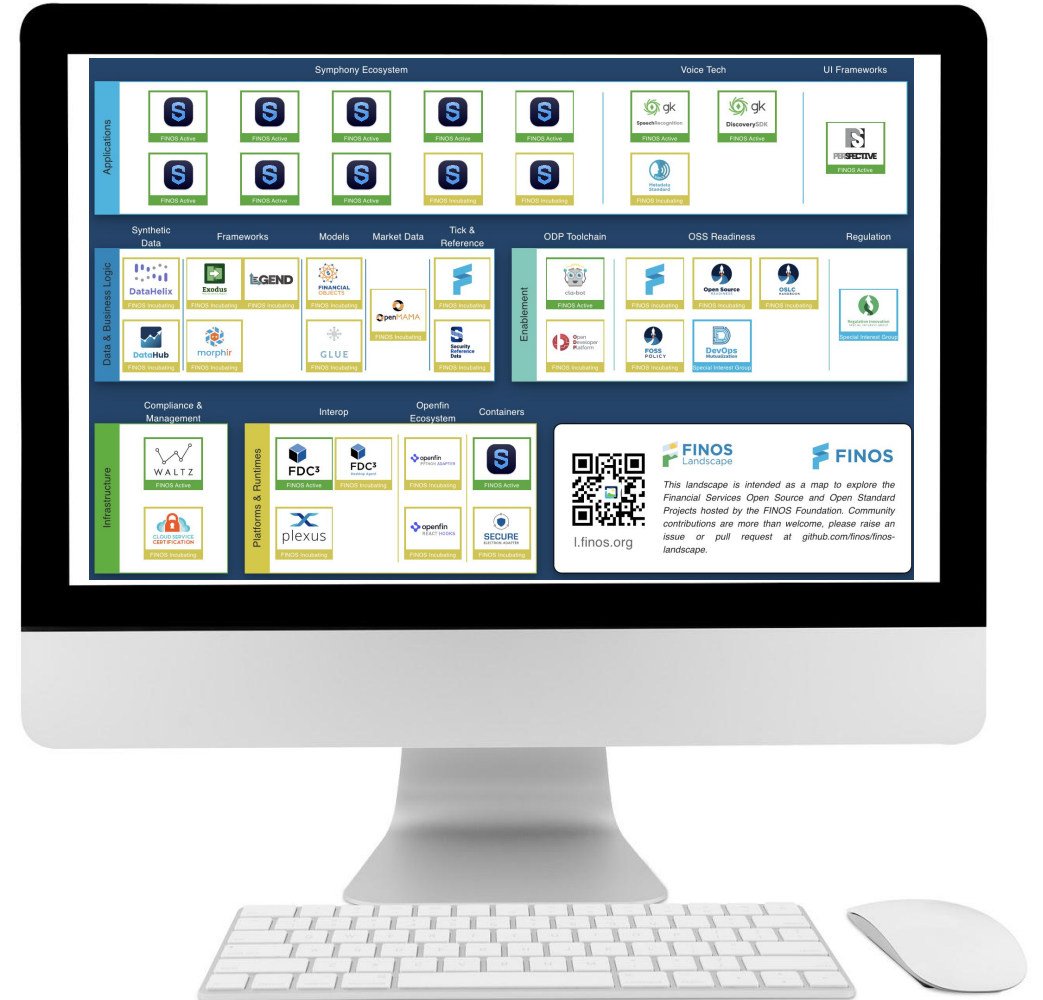 Symphony Ecosystem
Voice Tech
UI Frameworks
Applications
FINOS Active
FINOS Active
FINOS Active
FINOS Active
FINOS Active
gk
SpeechRecognition
FINOS Active
gk
DiscoverySDK
FINOS Active
PERSPECTIVE
FINOS Active
FINOS Active
FINOS Active
FINOS Active
FINOS Incubating
FINOS Incubating
Metadata
Standard
FINOS Incubating
Synthetic
Data
Frameworks
Models
Market Data
Tick &
Reference
Data & Business Logic
DataHelix
FINOS Incubating
Exodus
FINOS Incubating
LEGEND
FINOS Incubating
FINANCIAL
OBJECTS
FINOS Incubating
OpenMAMA
FINOS Incubating
FINOS Incubating
DataHub
FINOS Incubating
morphir
FINOS Incubating
GLUE
FINOS Incubating
Security
Reference
Data
FINOS Incubating
ODP Toolchain
OSS Readiness
Regulation
Enablement
cla-bot
FINOS Active
FINOS Incubating
Open Source
READINESS
FINOS Incubating
OSLC
HANDBOOK
FINOS Incubating
Regulation Innovation
SPECIAL INTEREST GROUP
Special Interest Group
Open
Developer
Platform
FINOS Incubating
FOSS
POLICY
FINOS Incubating
DevOps
Mutualization
Special Interest Group
Compliance &
Management
Infrastructure
WALTZ
FINOS Active
CLOUD SERVICE
CERTIFICATION
FINOS Incubating
Interop
Openfin
Ecosystem
Containers
Platforms & Runtimes
FDC3
FINOS Active
FDC3
Desktop Agent
FINOS Incubating
openfin
PYTHON ADAPTER
FINOS Incubating
FINOS Active
plexus
FINOS Incubating
openfin
REACT HOOKS
FINOS Incubating
SECURE
ELECTRON ADAPTER
FINOS Incubating
l.finos.org
FINOS
Landscape
FINOS
This landscape is intended as a map to explore the
Financial Services Open Source and Open Standard
Projects hosted by the FINOS Foundation. Community
contributions are more than welcome, please raise an
issue or pull request at github.com/finos/finos-
landscape.